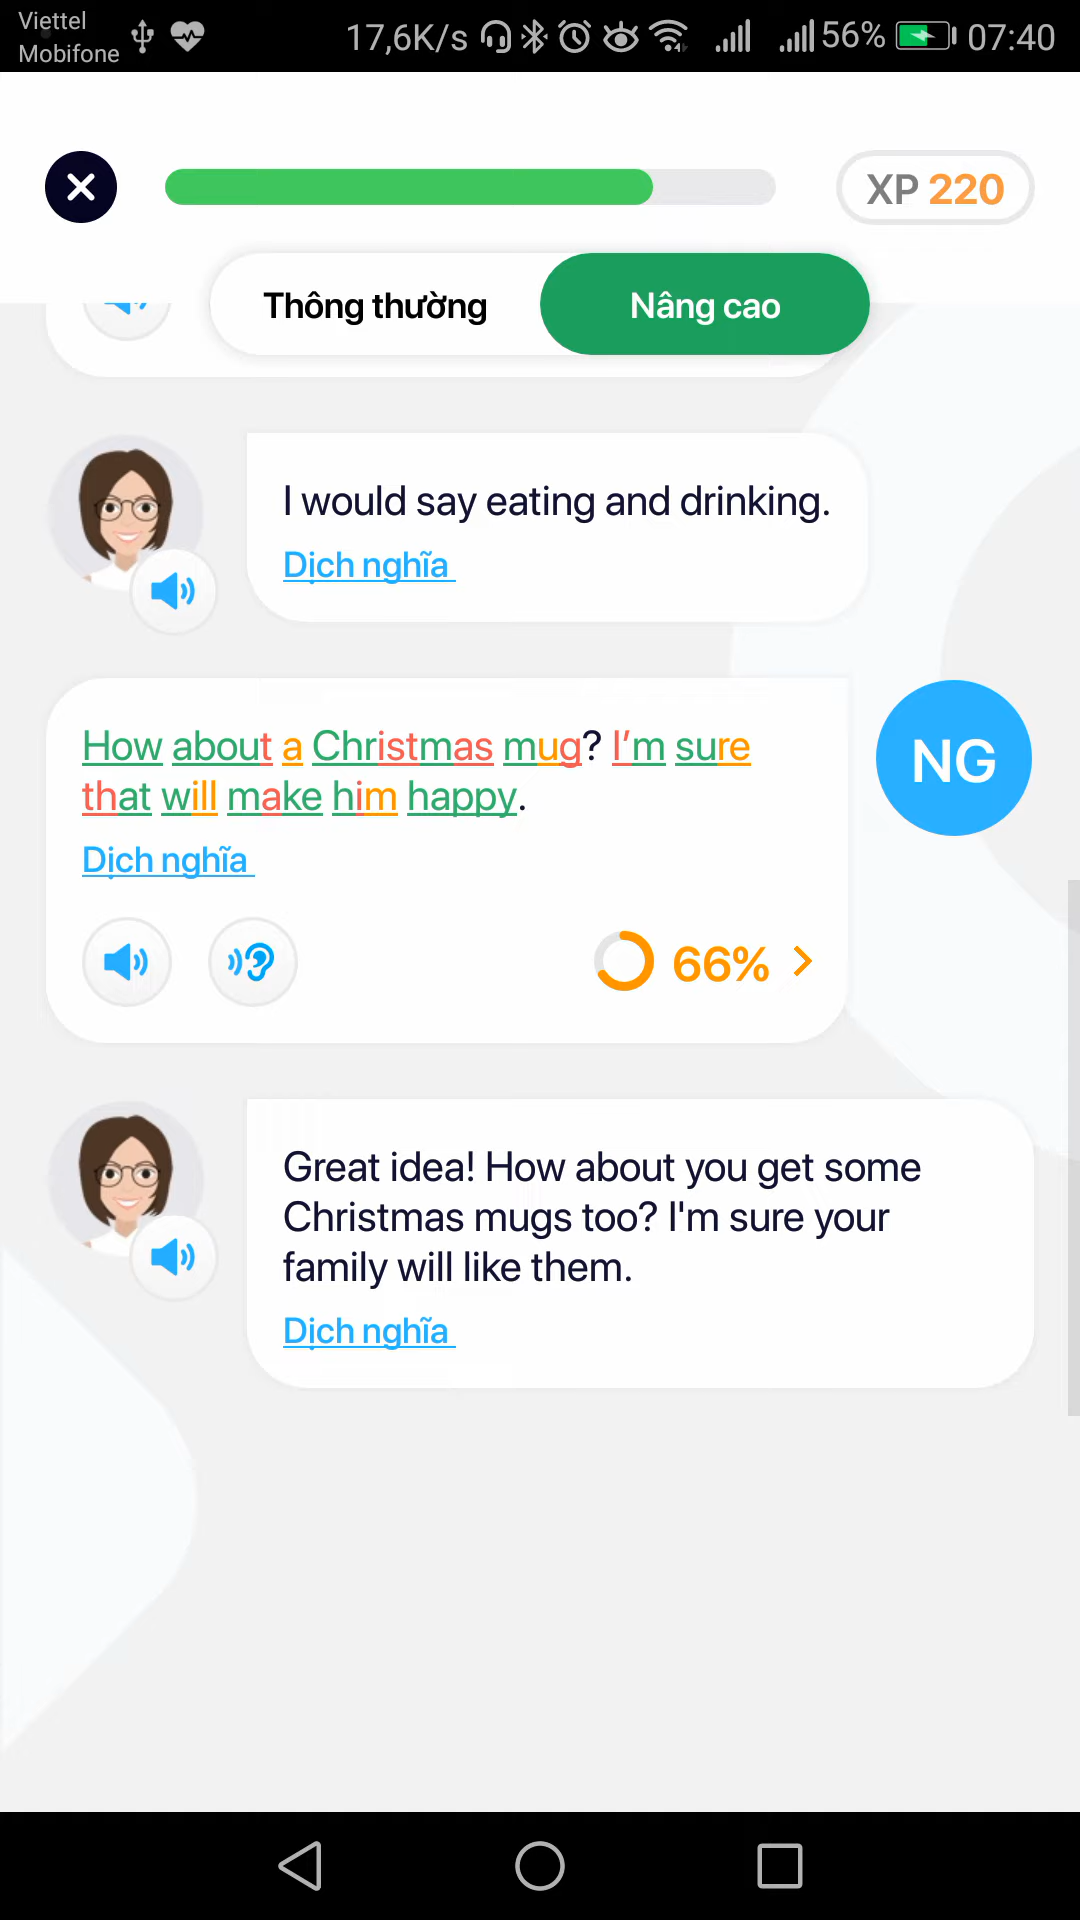 Viettel
Mobifone
17,6K/s
56%
07:40
XP 220
Thông thường
Nâng cao
I would say eating and drinking.
Dịch nghĩa
How about a Christmas mug? I’m sure
that will make him happy.
Dịch nghĩa
NG
66%
Great idea! How about you get some
Christmas mugs too? I'm sure your
family will like them.
Dịch nghĩa